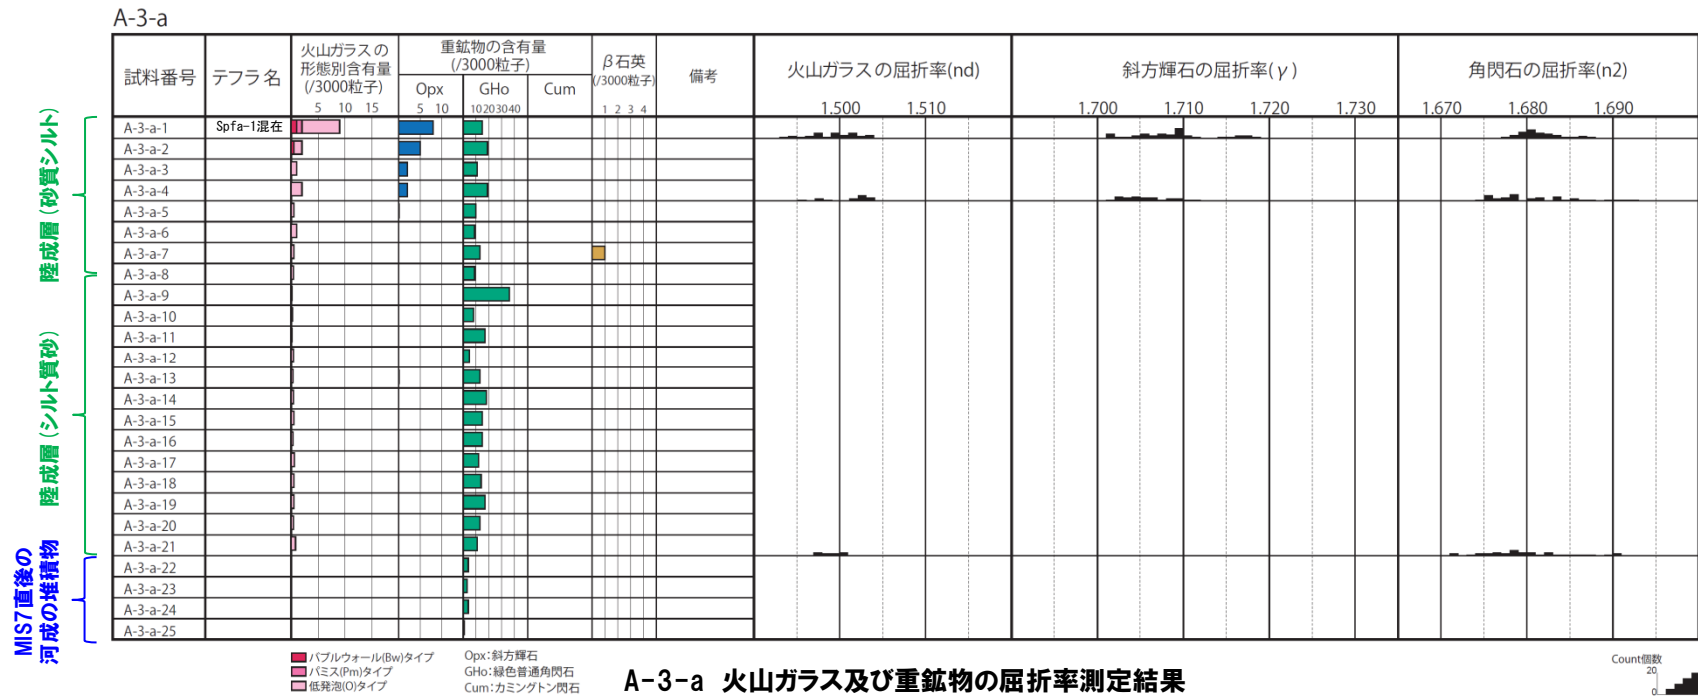 A-3-a
試料番号
テフラ名
火山ガラスの
形態別含有量
(/3000粒子)
5 10 15
重鉱物の含有量
(/3000粒子)
Opx
5 10
GHo
10203040
Cum
β石英
(/3000粒子)
1 2 3 4
備考
火山ガラスの屈折率(nd)
1.500 1.510
斜方輝石の屈折率(γ)
1.700 1.710 1.720 1.730
角閃石の屈折率(n2)
1.670 1.680 1.690
A-3-a-1 Spfa-1混在
A-3-a-2
A-3-a-3
A-3-a-4
A-3-a-5
A-3-a-6
A-3-a-7
A-3-a-8
A-3-a-9
A-3-a-10
A-3-a-11
A-3-a-12
A-3-a-13
A-3-a-14
A-3-a-15
A-3-a-16
A-3-a-17
A-3-a-18
A-3-a-19
A-3-a-20
A-3-a-21
A-3-a-22
A-3-a-23
A-3-a-24
A-3-a-25
陸成層(砂質シルト)
陸成層(シルト質砂)
MIS7直後の
河成の堆積物
バブルウォール(Bw)タイプ
パミス(Pm)タイプ
低発泡(O)タイプ
Opx:斜方輝石
GHo:緑色普通角閃石
Cum:カミングトン閃石
A-3-a 火山ガラス及び重鉱物の屈折率測定結果
Count個数
20
0